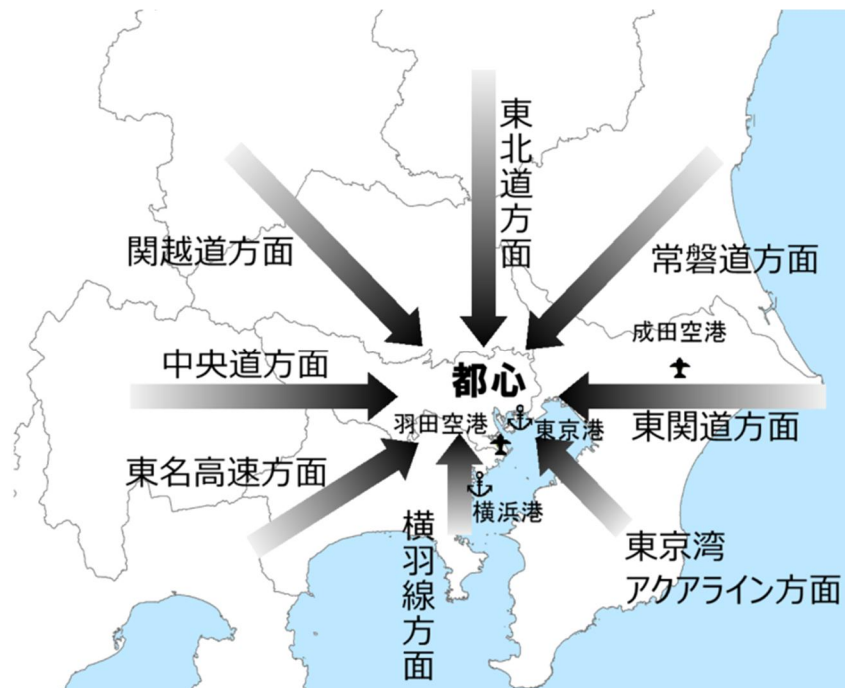 東北道方面
関越道方面
常磐道方面
成田空港
中央道方面
都心
羽田空港
東京港
東関道方面
東名高速方面
横浜港
横羽線方面
東京湾
アクアライン方面